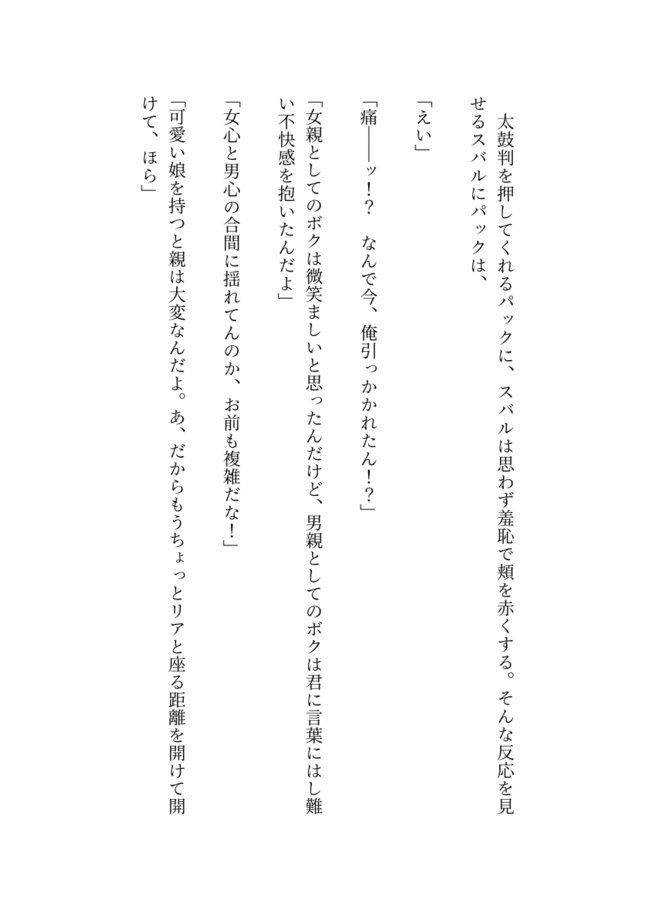 太鼓判を押してくれるパックに、スバルは思わず羞恥で頬を赤くする。そんな反応を見
せるスバルにパックは、
「えい」
「痛――ッ！？　なんで今、俺引っかかれたん！？」
「女親としてのボクは微笑ましいと思ったんだけど、男親としてのボクは君に言葉にはし難
い不快感を抱いたんだよ」
「女心と男心の合間に揺れてんのか、お前も複雑だな！」
「可愛い娘を持つと親は大変なんだよ。あ、だからもうちょっとリアと座る距離を開けて開
けて、ほら」